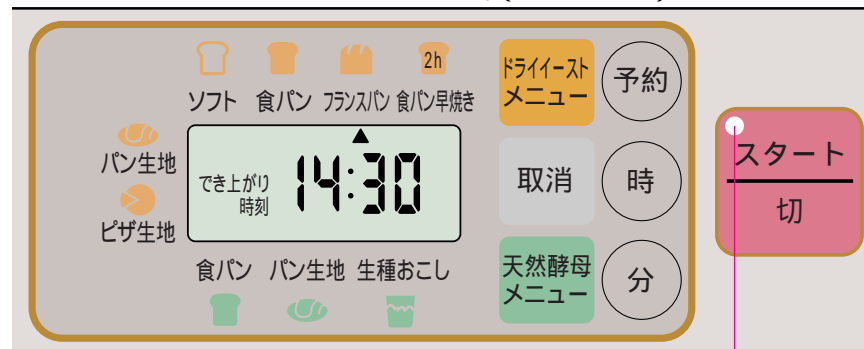 2h
ソフト 食パン フランスパン 食パン早焼き
パン生地
ピザ生地
でき上がり
時刻
14:30
食パン パン生地 生種おこし
ドライイースト
メニュー
予約
取消
時
天然酵母
メニュー
分
スタート
切